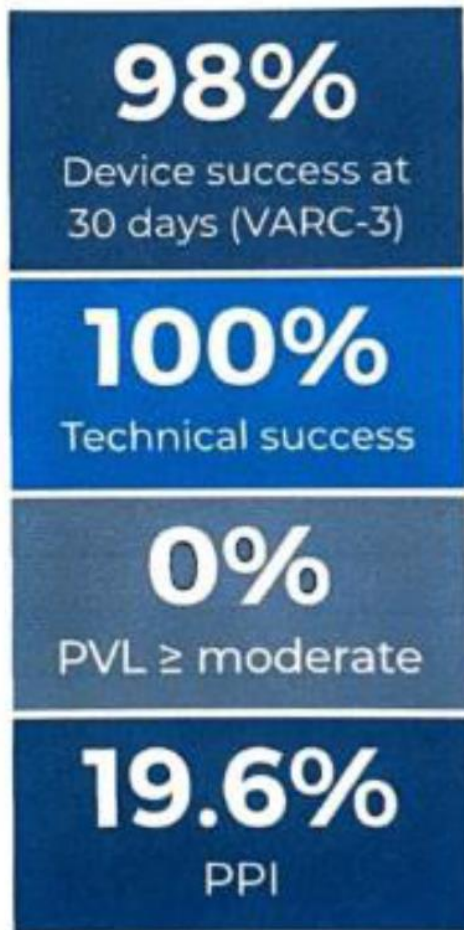 98%
Device success at
30 days (VARC-3)
100%
Technical success
0%
PVL ≥ moderate
19.6%
PPI